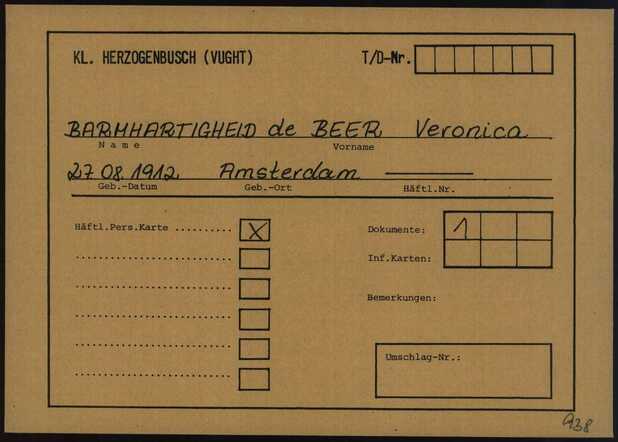 KL. HERZOGENBUSCH (VUGHT) T/D-Nr.
BARMHARTIGHEID de BEER Veronica
Name Vorname
27.08.1912 Amsterdam
Geb.-Datum Geb.-Ort Häftl.Nr.
Häftl.Pers.Karte .......... X
Dokumente: 1
Inf.Karten:
Bemerkungen:
Umschlag-Nr.:
938